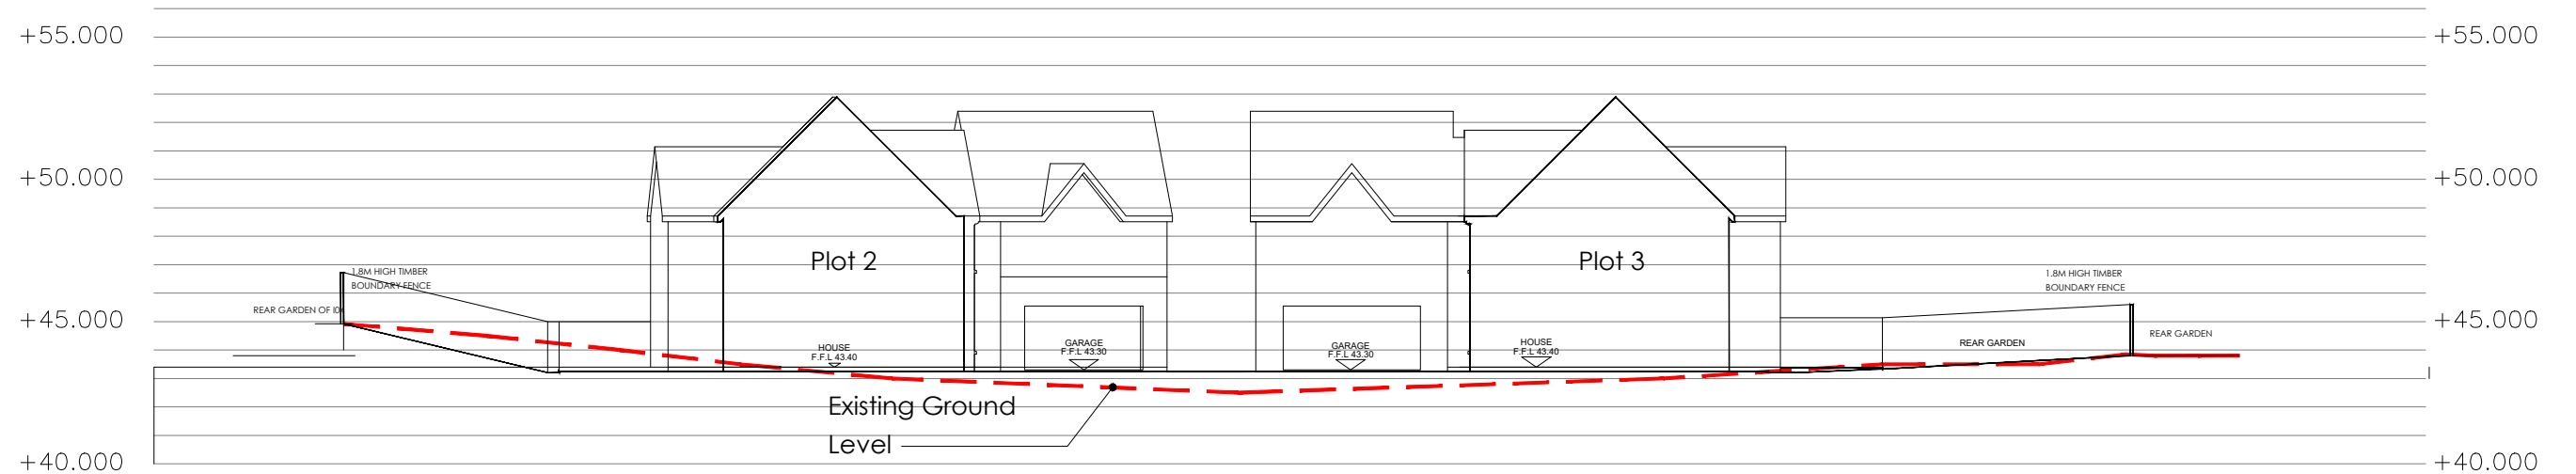 +55.000
+55.000
+50.000
+50.000
Plot 2
Plot 3
1.8M HIGH TIMBER
BOUNDARY FENCE
1.8M HIGH TIMBER
BOUNDARY FENCE
REAR GARDEN OF
+45.000
+45.000
REAR GARDEN
REAR GARDEN
HOUSE
F.F.L 43.40
GARAGE
F.F.L 43.30
GARAGE
F.F.L 43.30
HOUSE
F.F.L 43.40
Existing Ground
Level
+40.000
+40.000